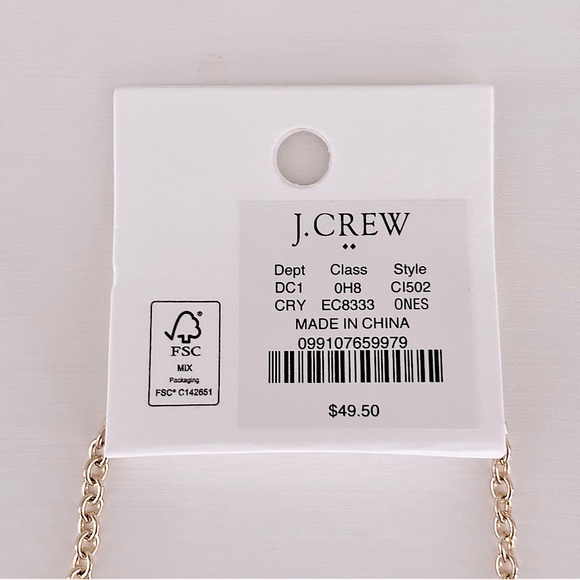 J.CREW
Dept Class Style
DC1 0H8 CI502
CRY EC8333 0NES
MADE IN CHINA
099107659979
$49.50
FSC
MIX
Packaging
FSC® C142651